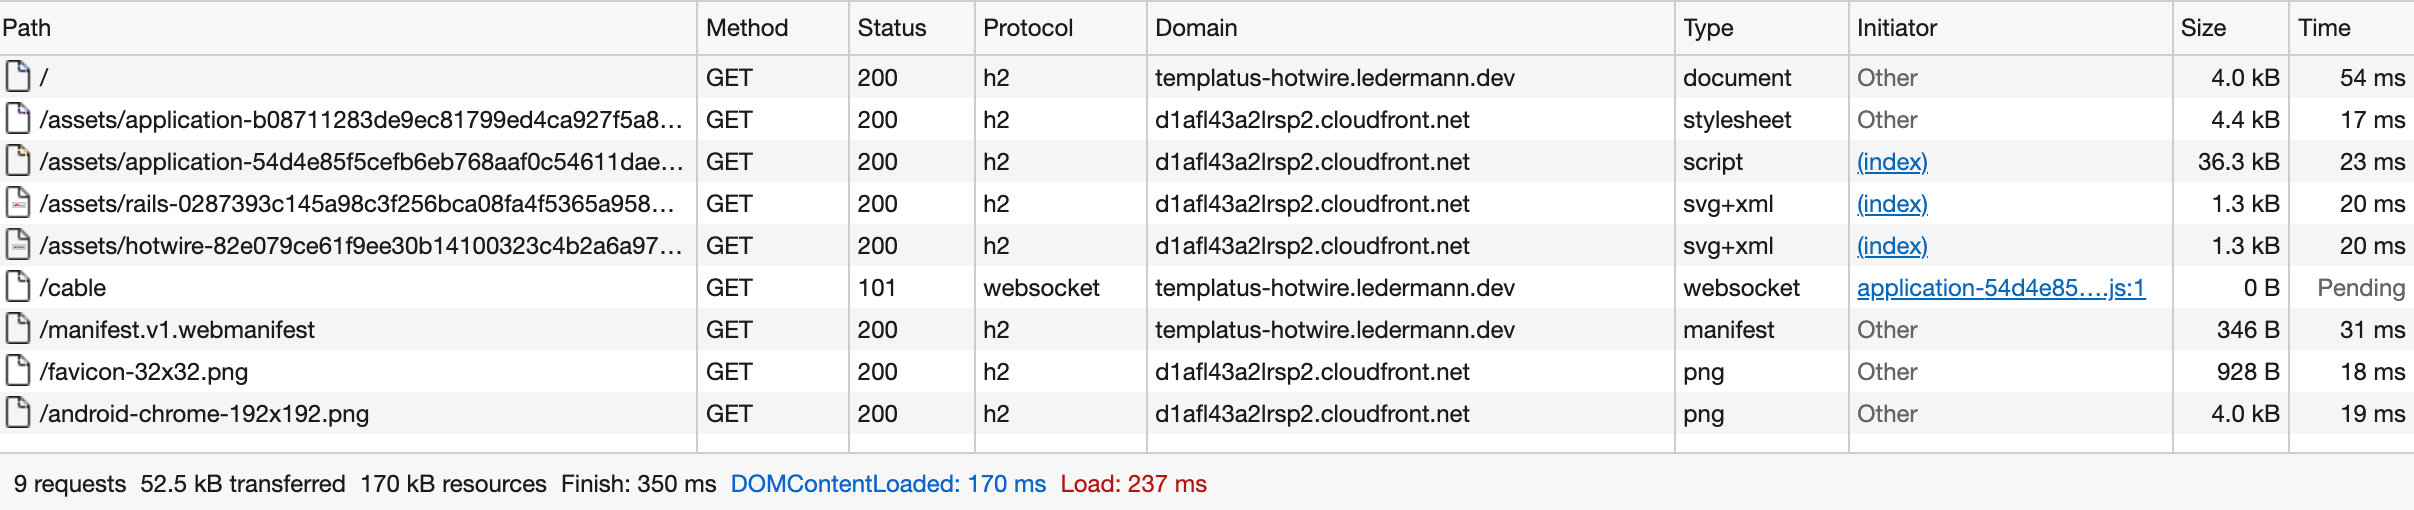 Path Method Status Protocol Domain Type Initiator Size Time
/ GET 200 h2 templatus-hotwire.ledermann.dev document Other 4.0 kB 54 ms
/assets/application-b08711283de9ec81799ed4ca927f5a8… GET 200 h2 d1afl43a2lrsp2.cloudfront.net stylesheet Other 4.4 kB 17 ms
/assets/application-54d4e85f5cefb6eb768aaf0c54611dae… GET 200 h2 d1afl43a2lrsp2.cloudfront.net script (index) 36.3 kB 23 ms
/assets/rails-0287393c145a98c3f256bca08fa4f5365a958… GET 200 h2 d1afl43a2lrsp2.cloudfront.net svg+xml (index) 1.3 kB 20 ms
/assets/hotwire-82e079ce61f9ee30b14100323c4b2a6a97… GET 200 h2 d1afl43a2lrsp2.cloudfront.net svg+xml (index) 1.3 kB 20 ms
/cable GET 101 websocket templatus-hotwire.ledermann.dev websocket application-54d4e85….js:1 0 B Pending
/manifest.v1.webmanifest GET 200 h2 templatus-hotwire.ledermann.dev manifest Other 346 B 31 ms
/favicon-32x32.png GET 200 h2 d1afl43a2lrsp2.cloudfront.net png Other 928 B 18 ms
/android-chrome-192x192.png GET 200 h2 d1afl43a2lrsp2.cloudfront.net png Other 4.0 kB 19 ms
9 requests 52.5 kB transferred 170 kB resources Finish: 350 ms DOMContentLoaded: 170 ms Load: 237 ms